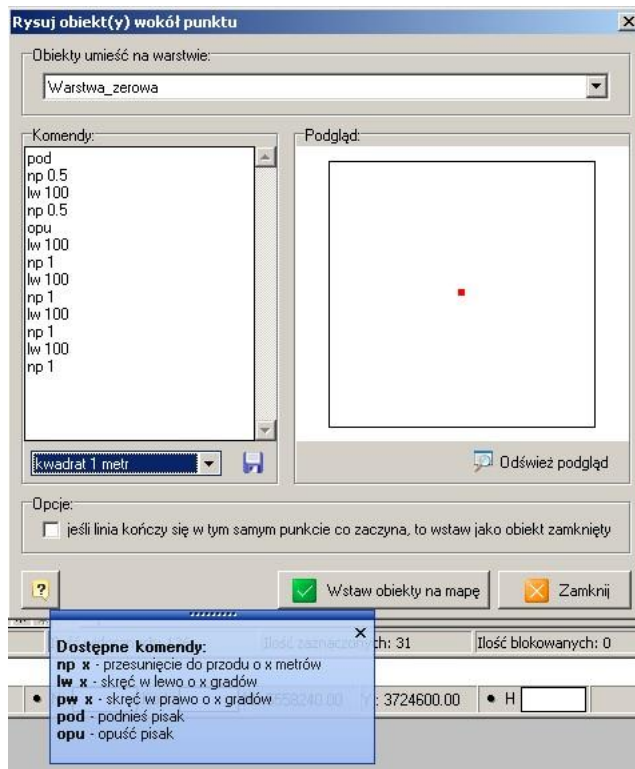 Rysuj obiekt(y) wokół punktu
Obiekty umieść na warstwie:
Warstwa_zerowa
Komendy:
pod
np 0.5
lw 100
np 0.5
opu
lw 100
np 1
lw 100
np 1
lw 100
np 1
lw 100
np 1
kwadrat 1 metr
Podgląd:
Odśwież podgląd
Opcje:
jeśli linia kończy się w tym samym punkcie co zaczyna, to wstaw jako obiekt zamknięty
Wstaw obiekty na mapę
Zamknij
Dostępne komendy:
np x - przesunięcie do przodu o x metrów
lw x - skręć w lewo o x gradów
pw x - skręć w prawo o x gradów
pod - podnieś pisak
opu - opuść pisak
Ilość zaznaczonych: 31
Ilość blokowanych: 0
5558240.00
Y: 3724600.00
H